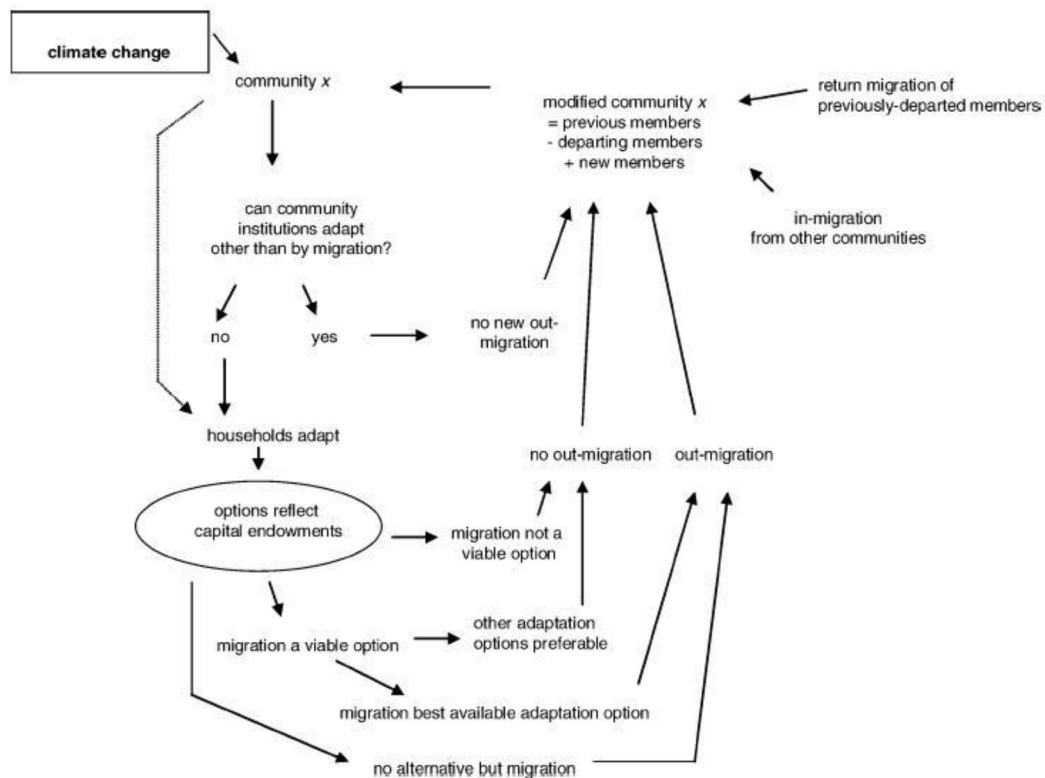 climate change
community x
return migration of
previously-departed members
modified community x
= previous members
- departing members
+ new members
can community
institutions adapt
other than by migration?
in-migration
from other communities
no
yes
no new out-
migration
households adapt
no out-migration
out-migration
options reflect
capital endowments
migration not a
viable option
other adaptation
options preferable
migration a viable option
migration best available adaptation option
no alternative but migration